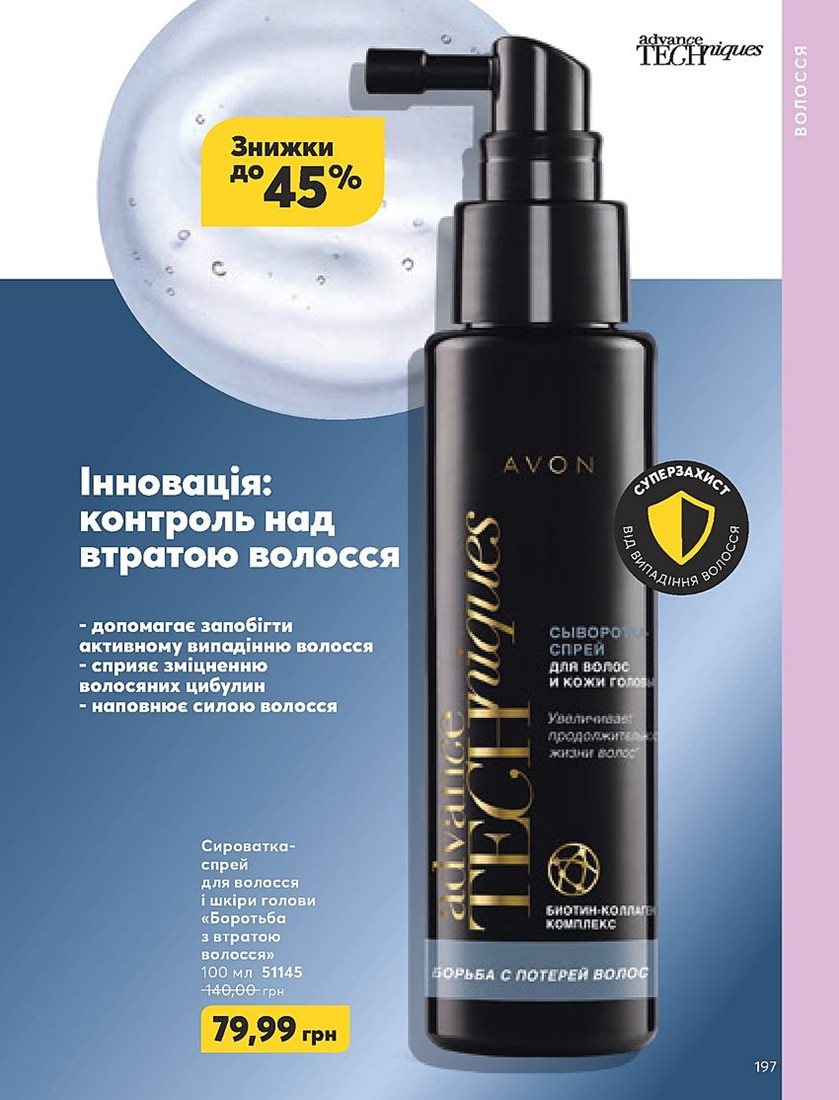 advance
TECHniques
ВОЛОССЯ
Знижки
до 45%
AVON
СУПЕРЗАХИСТ
ВІД ВИПАДІННЯ ВОЛОССЯ
Інновація:
контроль над
втратою волосся
- допомагає запобігти
активному випадінню волосся
- сприяє зміцненню
волосяних цибулин
- наповнює силою волосся
advance
TECHniques
СЫВОРОТКА-
СПРЕЙ
ДЛЯ ВОЛОС
И КОЖИ ГОЛОВЫ
Увеличивает
жизни волос*
БИОТИН-КОЛЛАГЕН
КОМПЛЕКС
БОРЬБА С ПОТЕРЕЙ ВОЛОС
Сироватка-
спрей
для волосся
і шкіри голови
«Боротьба
з втратою
волосся»
100 мл 51145
140,00 грн
79,99 грн
197